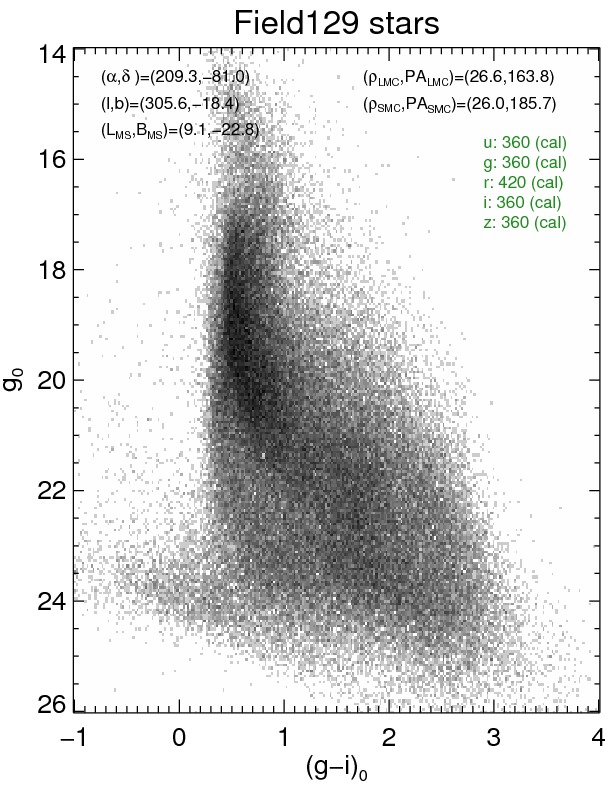 Field129 stars
(α,δ )=(209.3,−81.0)
(ρLMC,PALMC)=(26.6,163.8)
(l,b)=(305.6,−18.4)
(ρSMC,PASMC)=(26.0,185.7)
(LMS,BMS)=(9.1,−22.8)
u: 360 (cal)
g: 360 (cal)
r: 420 (cal)
i: 360 (cal)
z: 360 (cal)
14
16
18
20
22
24
26
g0
−1 0 1 2 3 4
(g−i)0